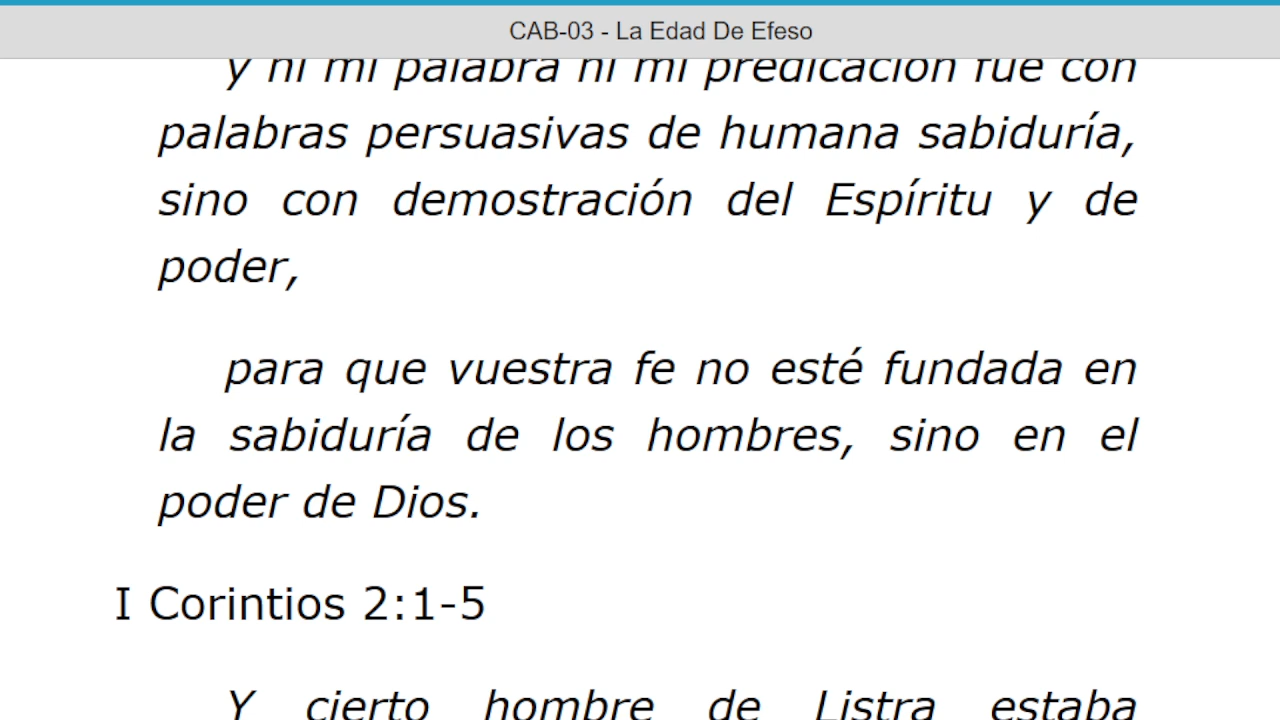 CAB-03 - La Edad De Efeso
y ni mi palabra ni mi predicación fue con
palabras persuasivas de humana sabiduría,
sino con demostración del Espíritu y de
poder,
para que vuestra fe no esté fundada en
la sabiduría de los hombres, sino en el
poder de Dios.
I Corintios 2:1-5
Y cierto hombre de Listra estaba